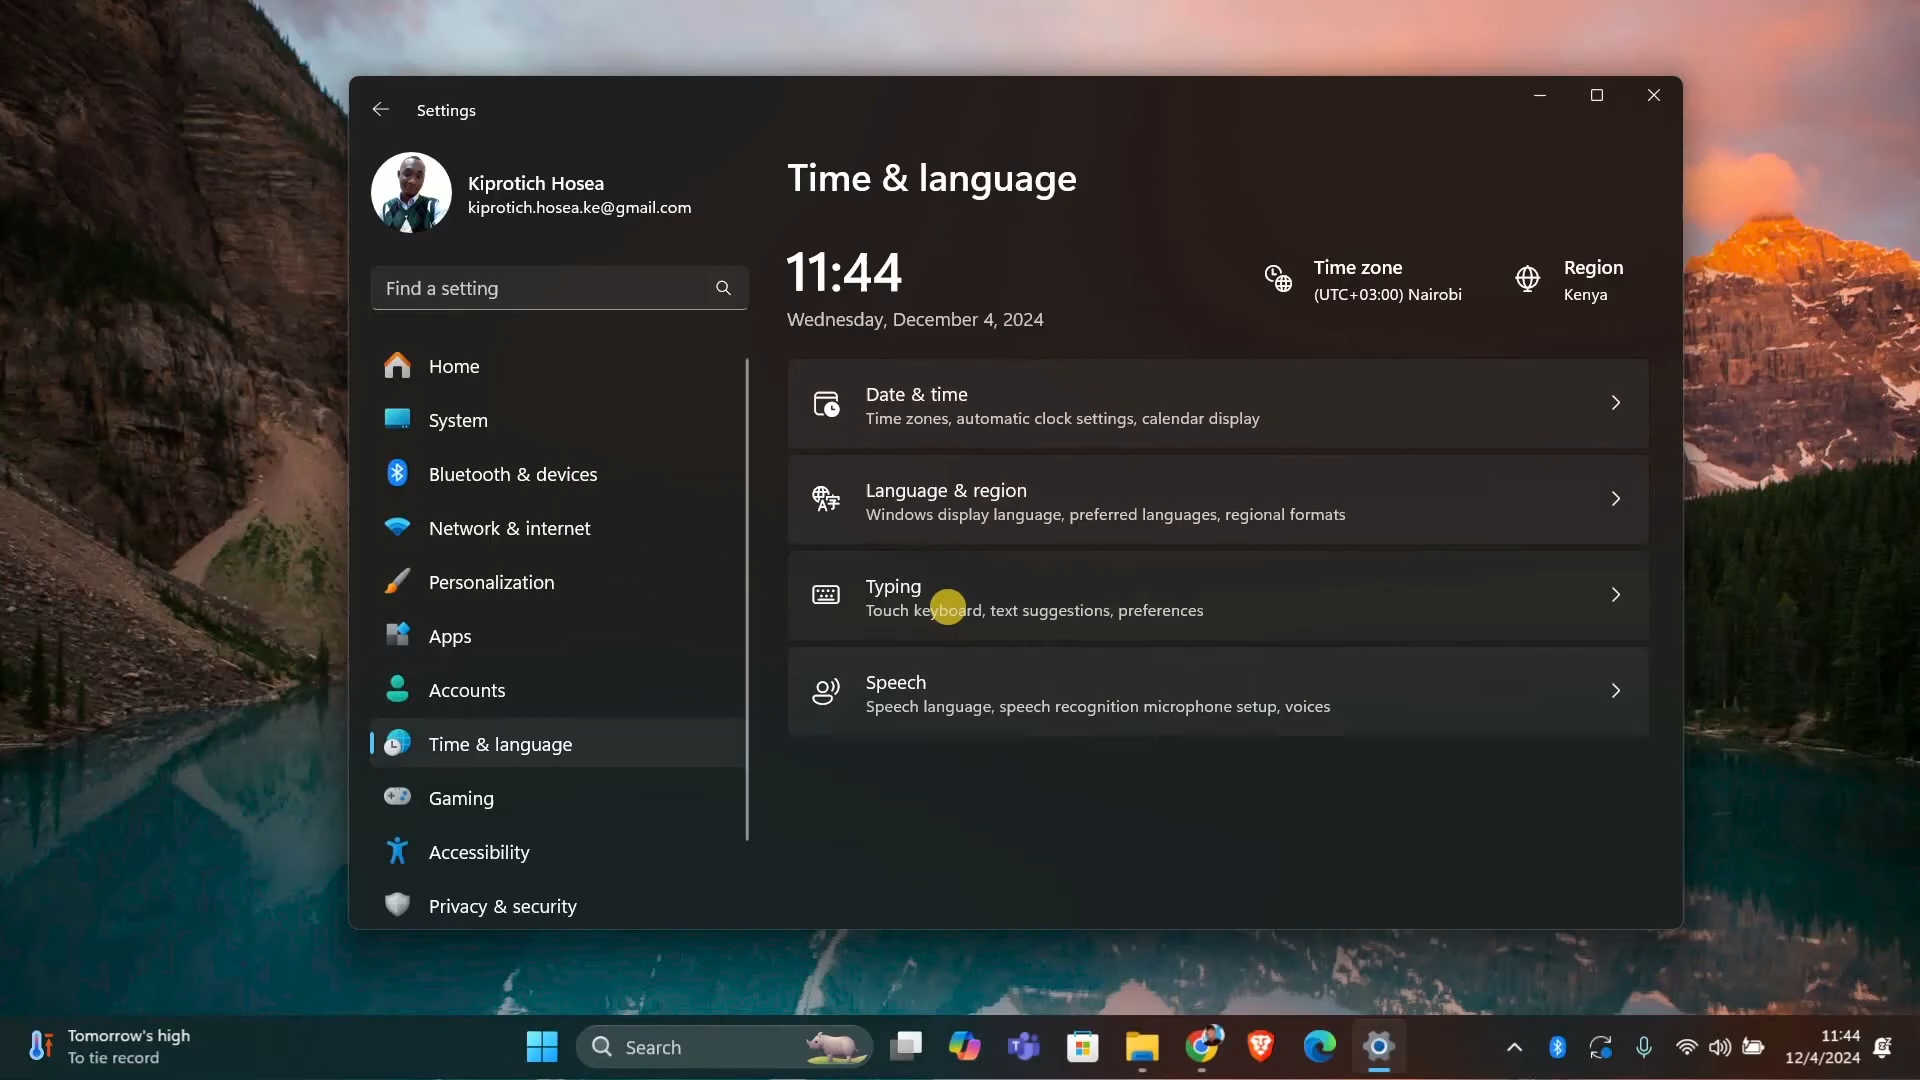 Settings
Kiprotich Hosea
kiprotich.hosea.ke@gmail.com
Find a setting
Home
System
Bluetooth & devices
Network & internet
Personalization
Apps
Accounts
Time & language
Gaming
Accessibility
Privacy & security
Time & language
11:44
Wednesday, December 4, 2024
Time zone
(UTC+03:00) Nairobi
Region
Kenya
Date & time
Time zones, automatic clock settings, calendar display
Language & region
Windows display language, preferred languages, regional formats
Typing
Touch keyboard, text suggestions, preferences
Speech
Speech language, speech recognition microphone setup, voices
Tomorrow's high
To tie record
Search
11:44
12/4/2024